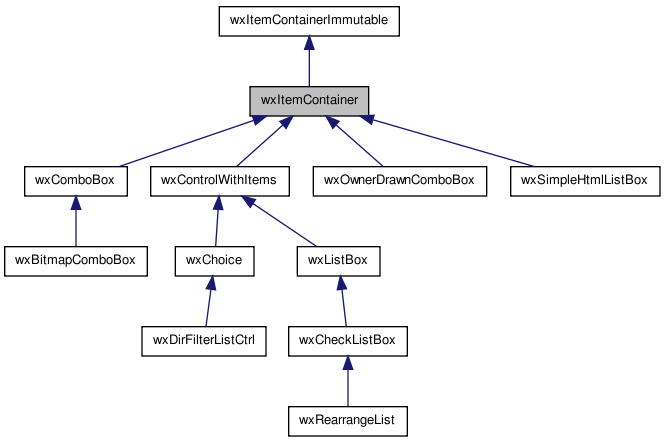 wxItemContainerImmutable
wxItemContainer
wxComboBox
wxControlWithItems
wxOwnerDrawnComboBox
wxSimpleHtmlListBox
wxBitmapComboBox
wxChoice
wxListBox
wxDirFilterListCtrl
wxCheckListBox
wxRearrangeList